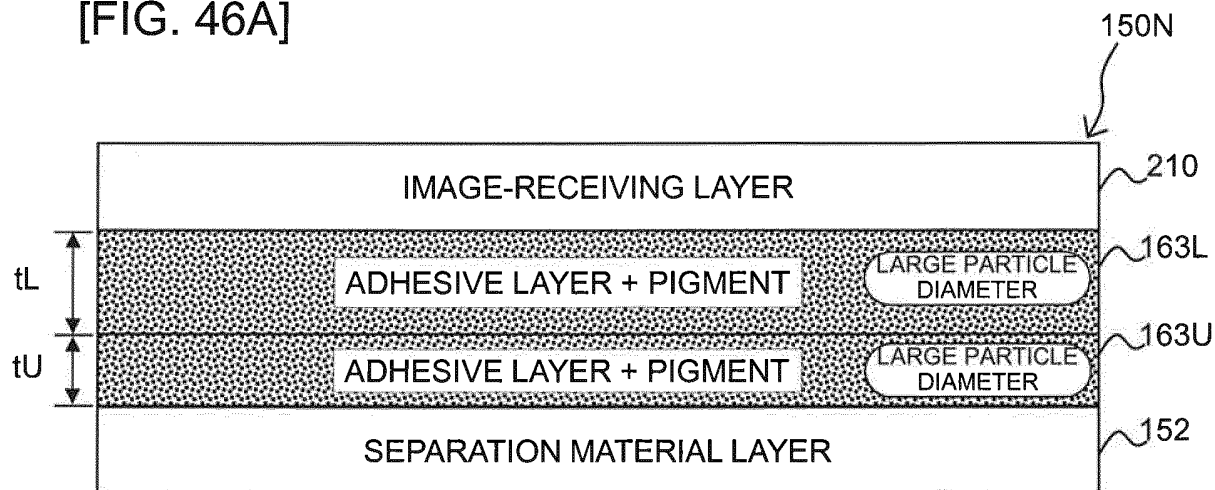 [FIG. 46A]
150N
IMAGE-RECEIVING LAYER
210
tL
ADHESIVE LAYER + PIGMENT
LARGE PARTICLE
DIAMETER
163L
tU
ADHESIVE LAYER + PIGMENT
LARGE PARTICLE
DIAMETER
163U
SEPARATION MATERIAL LAYER
152